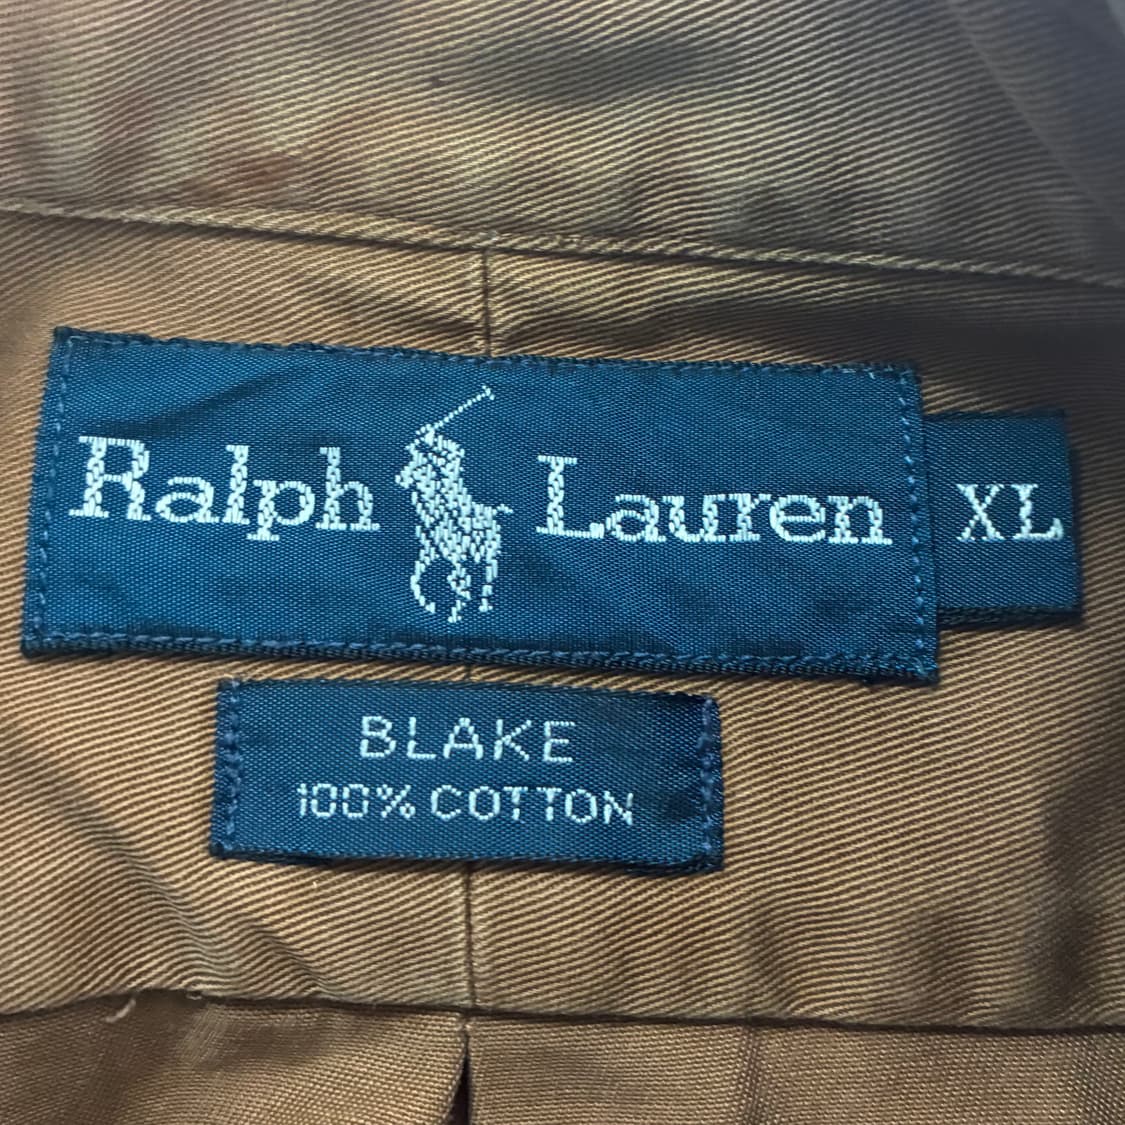 Ralph Lauren XL
BLAKE
100% COTTON